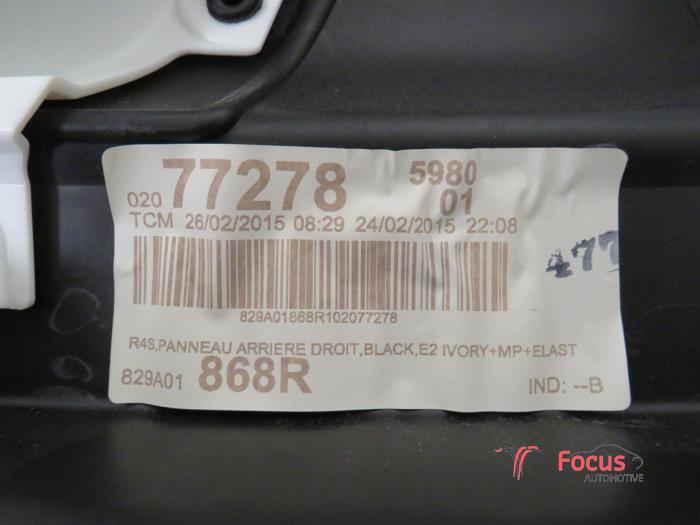 020 77278 5980
01
TCM 26/02/2015 08:29 24/02/2015 22:08
477
829A01868R102077278
R4S,PANNEAU ARRIERE DROIT,BLACK,E2 IVORY+MP+ELAST
829A01 868R IND: --B
Focus
AUTOMOTIVE